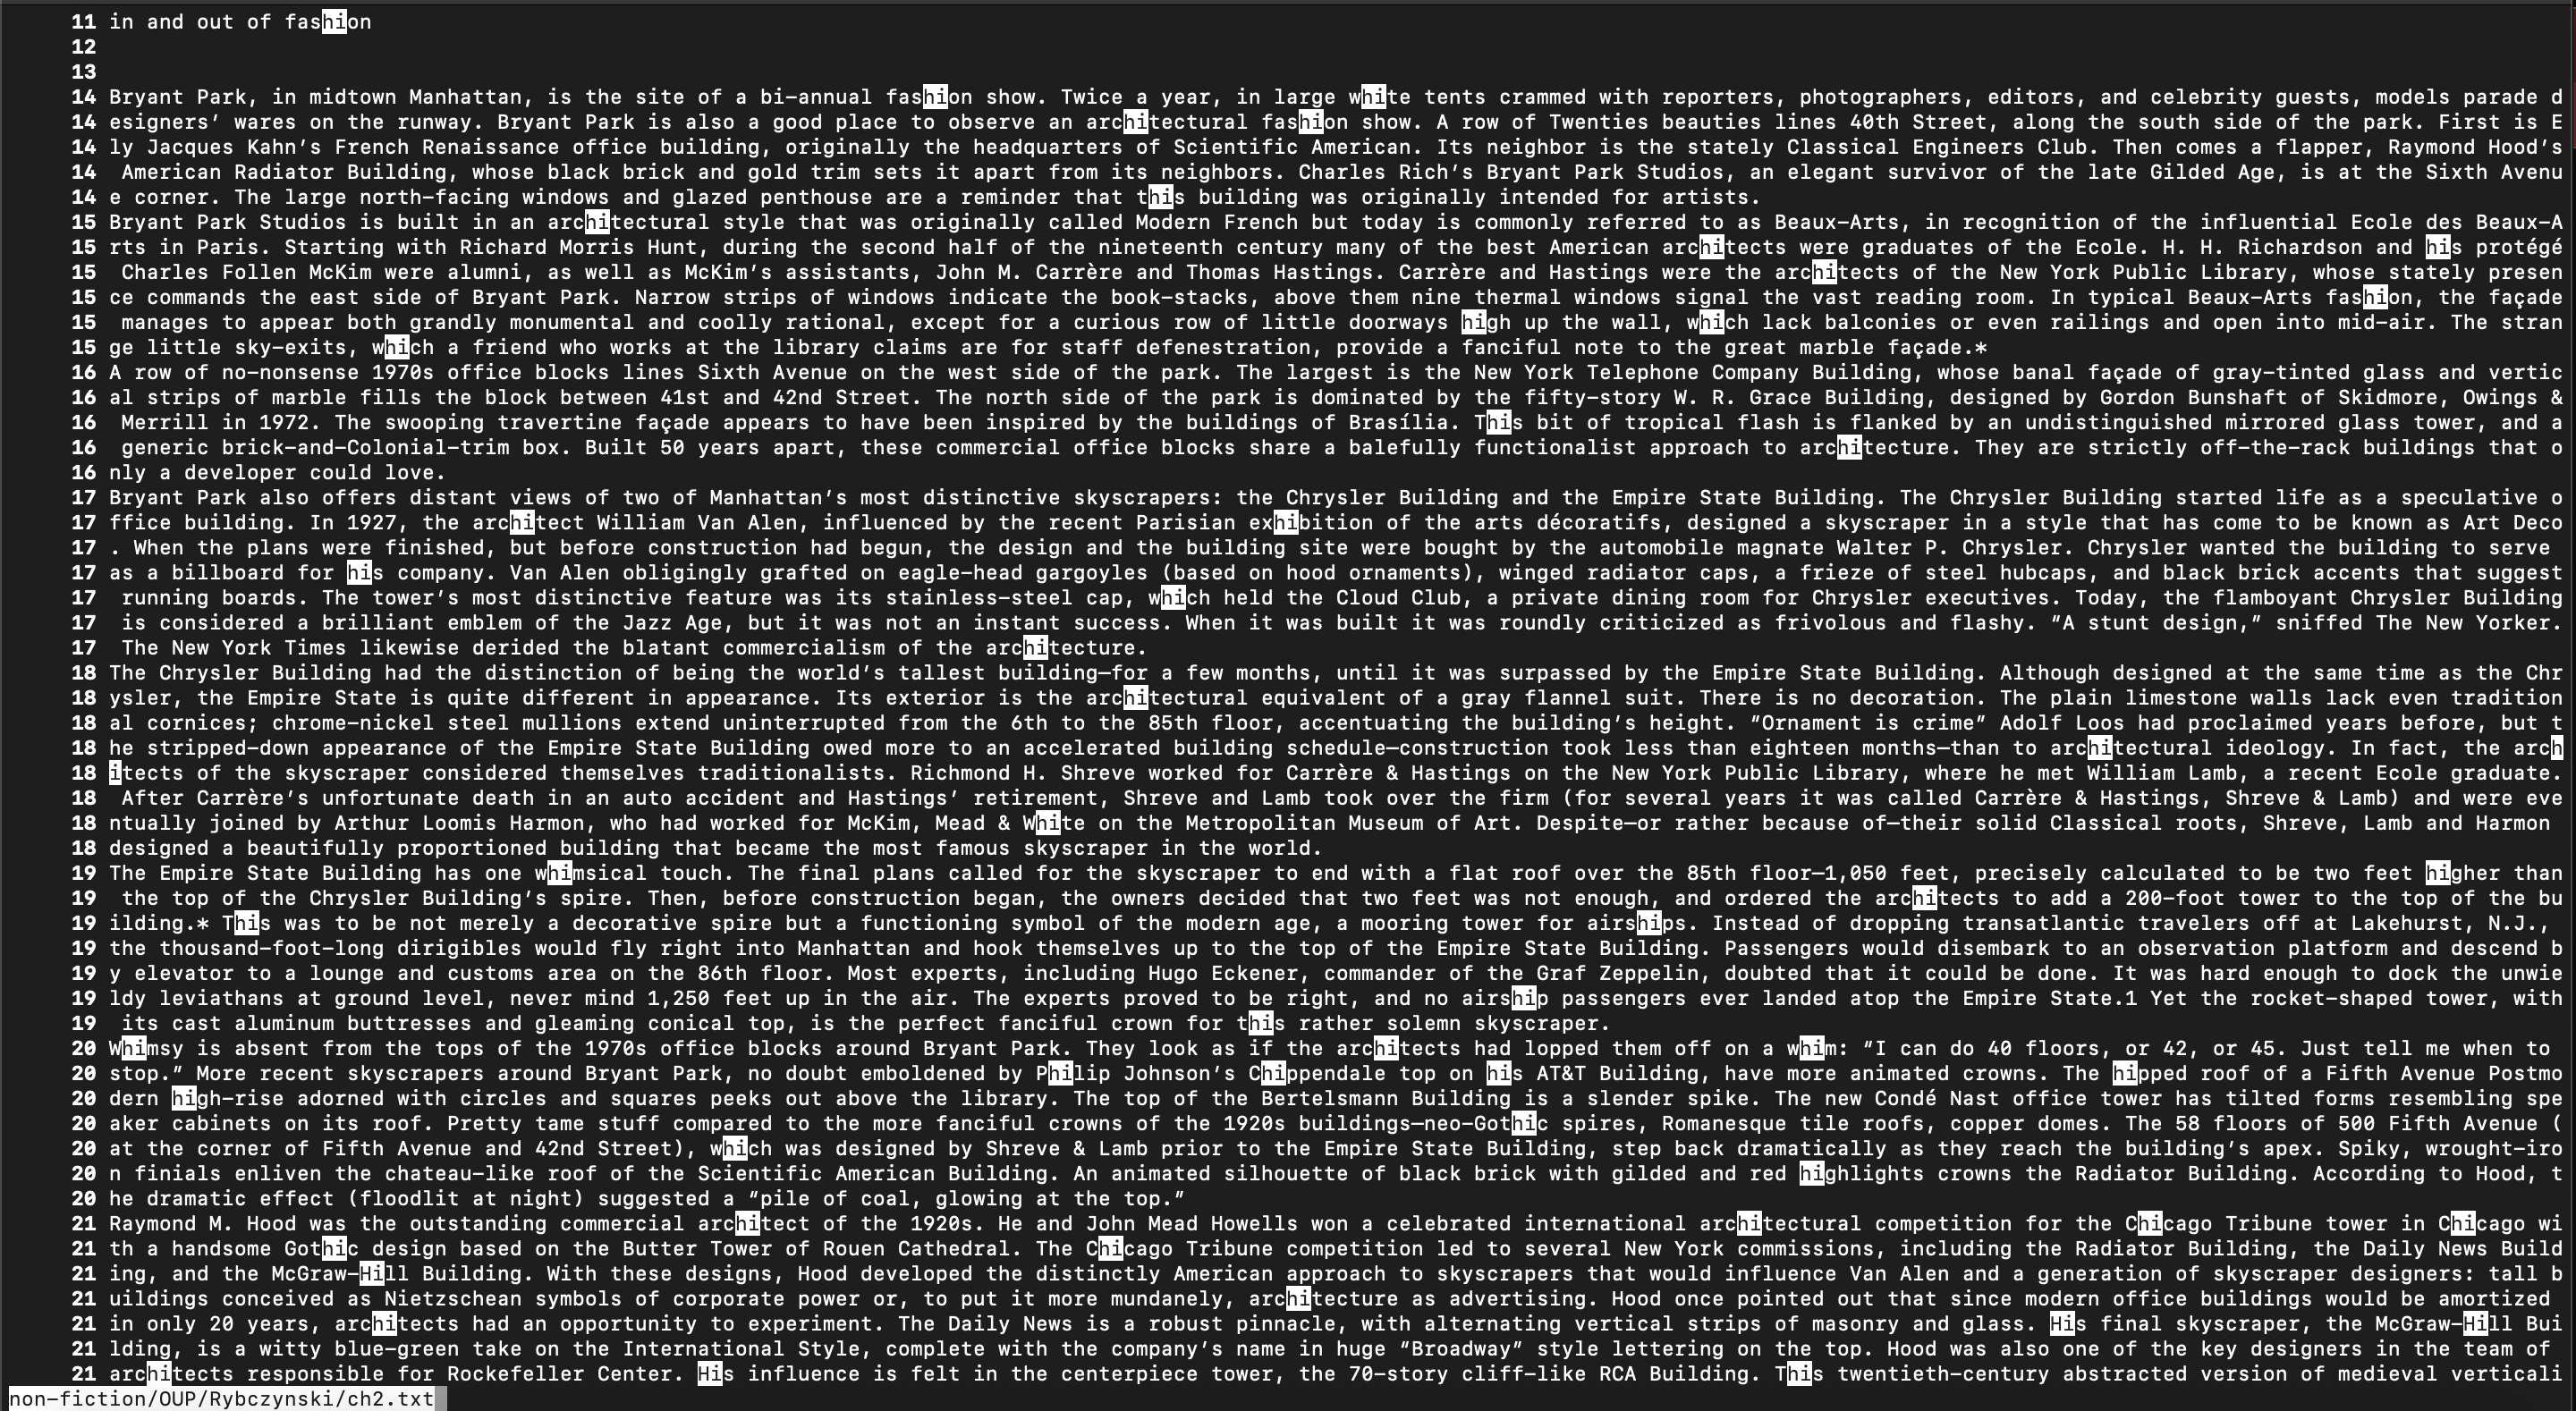 11 in and out of fashion
12
13
14 Bryant Park, in midtown Manhattan, is the site of a bi-annual fashion show. Twice a year, in large white tents crammed with reporters, photographers, editors, and celebrity guests, models parade d
14 esigners’ wares on the runway. Bryant Park is also a good place to observe an architectural fashion show. A row of Twenties beauties lines 40th Street, along the south side of the park. First is E
14 ly Jacques Kahn’s French Renaissance office building, originally the headquarters of Scientific American. Its neighbor is the stately Classical Engineers Club. Then comes a flapper, Raymond Hood’s
14  American Radiator Building, whose black brick and gold trim sets it apart from its neighbors. Charles Rich’s Bryant Park Studios, an elegant survivor of the late Gilded Age, is at the Sixth Avenu
14 e corner. The large north-facing windows and glazed penthouse are a reminder that this building was originally intended for artists.
15 Bryant Park Studios is built in an architectural style that was originally called Modern French but today is commonly referred to as Beaux-Arts, in recognition of the influential Ecole des Beaux-A
15 rts in Paris. Starting with Richard Morris Hunt, during the second half of the nineteenth century many of the best American architects were graduates of the Ecole. H. H. Richardson and his protégé
15  Charles Follen McKim were alumni, as well as McKim’s assistants, John M. Carrère and Thomas Hastings. Carrère and Hastings were the architects of the New York Public Library, whose stately presen
15 ce commands the east side of Bryant Park. Narrow strips of windows indicate the book-stacks, above them nine thermal windows signal the vast reading room. In typical Beaux-Arts fashion, the façade
15  manages to appear both grandly monumental and coolly rational, except for a curious row of little doorways high up the wall, which lack balconies or even railings and open into mid-air. The stran
15 ge little sky-exits, which a friend who works at the library claims are for staff defenestration, provide a fanciful note to the great marble façade.*
16 A row of no-nonsense 1970s office blocks lines Sixth Avenue on the west side of the park. The largest is the New York Telephone Company Building, whose banal façade of gray-tinted glass and vertic
16 al strips of marble fills the block between 41st and 42nd Street. The north side of the park is dominated by the fifty-story W. R. Grace Building, designed by Gordon Bunshaft of Skidmore, Owings &
16  Merrill in 1972. The swooping travertine façade appears to have been inspired by the buildings of Brasília. This bit of tropical flash is flanked by an undistinguished mirrored glass tower, and a
16  generic brick-and-Colonial-trim box. Built 50 years apart, these commercial office blocks share a balefully functionalist approach to architecture. They are strictly off-the-rack buildings that o
16 nly a developer could love.
17 Bryant Park also offers distant views of two of Manhattan’s most distinctive skyscrapers: the Chrysler Building and the Empire State Building. The Chrysler Building started life as a speculative o
17 ffice building. In 1927, the architect William Van Alen, influenced by the recent Parisian exhibition of the arts décoratifs, designed a skyscraper in a style that has come to be known as Art Deco
17 . When the plans were finished, but before construction had begun, the design and the building site were bought by the automobile magnate Walter P. Chrysler. Chrysler wanted the building to serve
17 as a billboard for his company. Van Alen obligingly grafted on eagle-head gargoyles (based on hood ornaments), winged radiator caps, a frieze of steel hubcaps, and black brick accents that suggest
17  running boards. The tower’s most distinctive feature was its stainless-steel cap, which held the Cloud Club, a private dining room for Chrysler executives. Today, the flamboyant Chrysler Building
17  is considered a brilliant emblem of the Jazz Age, but it was not an instant success. When it was built it was roundly criticized as frivolous and flashy. “A stunt design,” sniffed The New Yorker.
17  The New York Times likewise derided the blatant commercialism of the architecture.
18 The Chrysler Building had the distinction of being the world’s tallest building—for a few months, until it was surpassed by the Empire State Building. Although designed at the same time as the Chr
18 ysler, the Empire State is quite different in appearance. Its exterior is the architectural equivalent of a gray flannel suit. There is no decoration. The plain limestone walls lack even tradition
18 al cornices; chrome-nickel steel mullions extend uninterrupted from the 6th to the 85th floor, accentuating the building’s height. “Ornament is crime” Adolf Loos had proclaimed years before, but t
18 he stripped-down appearance of the Empire State Building owed more to an accelerated building schedule—construction took less than eighteen months—than to architectural ideology. In fact, the arch
18 itects of the skyscraper considered themselves traditionalists. Richmond H. Shreve worked for Carrère & Hastings on the New York Public Library, where he met William Lamb, a recent Ecole graduate.
18  After Carrère’s unfortunate death in an auto accident and Hastings’ retirement, Shreve and Lamb took over the firm (for several years it was called Carrère & Hastings, Shreve & Lamb) and were eve
18 ntually joined by Arthur Loomis Harmon, who had worked for McKim, Mead & White on the Metropolitan Museum of Art. Despite—or rather because of—their solid Classical roots, Shreve, Lamb and Harmon
18 designed a beautifully proportioned building that became the most famous skyscraper in the world.
19 The Empire State Building has one whimsical touch. The final plans called for the skyscraper to end with a flat roof over the 85th floor—1,050 feet, precisely calculated to be two feet higher than
19  the top of the Chrysler Building’s spire. Then, before construction began, the owners decided that two feet was not enough, and ordered the architects to add a 200-foot tower to the top of the bu
19 ilding.* This was to be not merely a decorative spire but a functioning symbol of the modern age, a mooring tower for airships. Instead of dropping transatlantic travelers off at Lakehurst, N.J.,
19 the thousand-foot-long dirigibles would fly right into Manhattan and hook themselves up to the top of the Empire State Building. Passengers would disembark to an observation platform and descend b
19 y elevator to a lounge and customs area on the 86th floor. Most experts, including Hugo Eckener, commander of the Graf Zeppelin, doubted that it could be done. It was hard enough to dock the unwie
19 ldy leviathans at ground level, never mind 1,250 feet up in the air. The experts proved to be right, and no airship passengers ever landed atop the Empire State.1 Yet the rocket-shaped tower, with
19  its cast aluminum buttresses and gleaming conical top, is the perfect fanciful crown for this rather solemn skyscraper.
20 Whimsy is absent from the tops of the 1970s office blocks around Bryant Park. They look as if the architects had lopped them off on a whim: “I can do 40 floors, or 42, or 45. Just tell me when to
20 stop.” More recent skyscrapers around Bryant Park, no doubt emboldened by Philip Johnson’s Chippendale top on his AT&T Building, have more animated crowns. The hipped roof of a Fifth Avenue Postmo
20 dern high-rise adorned with circles and squares peeks out above the library. The top of the Bertelsmann Building is a slender spike. The new Condé Nast office tower has tilted forms resembling spe
20 aker cabinets on its roof. Pretty tame stuff compared to the more fanciful crowns of the 1920s buildings—neo-Gothic spires, Romanesque tile roofs, copper domes. The 58 floors of 500 Fifth Avenue (
20 at the corner of Fifth Avenue and 42nd Street), which was designed by Shreve & Lamb prior to the Empire State Building, step back dramatically as they reach the building’s apex. Spiky, wrought-iro
20 n finials enliven the chateau-like roof of the Scientific American Building. An animated silhouette of black brick with gilded and red highlights crowns the Radiator Building. According to Hood, t
20 he dramatic effect (floodlit at night) suggested a “pile of coal, glowing at the top.”
21 Raymond M. Hood was the outstanding commercial architect of the 1920s. He and John Mead Howells won a celebrated international architectural competition for the Chicago Tribune tower in Chicago wi
21 th a handsome Gothic design based on the Butter Tower of Rouen Cathedral. The Chicago Tribune competition led to several New York commissions, including the Radiator Building, the Daily News Build
21 ing, and the McGraw-Hill Building. With these designs, Hood developed the distinctly American approach to skyscrapers that would influence Van Alen and a generation of skyscraper designers: tall b
21 uildings conceived as Nietzschean symbols of corporate power or, to put it more mundanely, architecture as advertising. Hood once pointed out that since modern office buildings would be amortized
21 in only 20 years, architects had an opportunity to experiment. The Daily News is a robust pinnacle, with alternating vertical strips of masonry and glass. His final skyscraper, the McGraw-Hill Bui
21 lding, is a witty blue-green take on the International Style, complete with the company’s name in huge “Broadway” style lettering on the top. Hood was also one of the key designers in the team of
21 architects responsible for Rockefeller Center. His influence is felt in the centerpiece tower, the 70-story cliff-like RCA Building. This twentieth-century abstracted version of medieval verticali
non-fiction/OUP/Rybczynski/ch2.txt